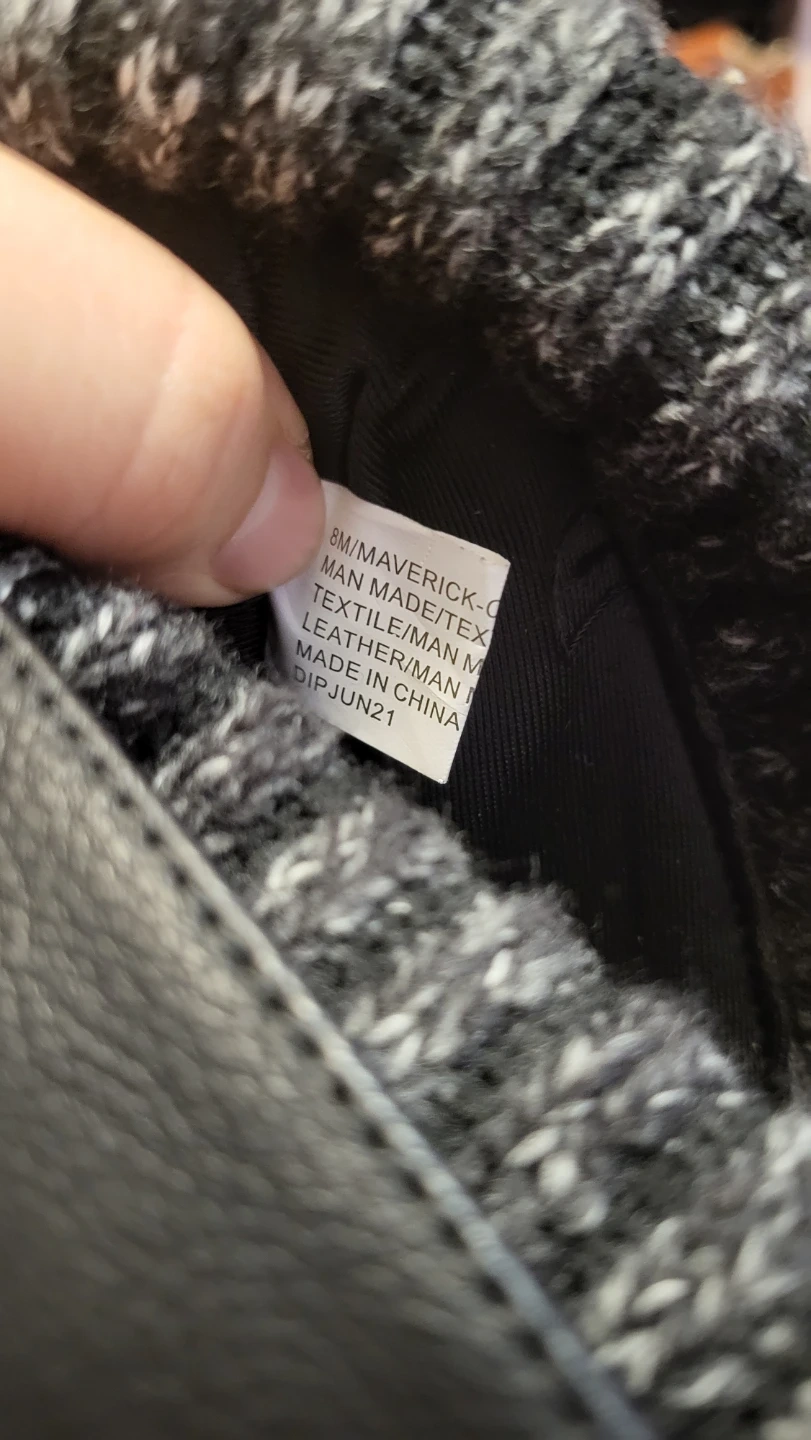 8M/MAVERICK-
MAN MADE/TEX
TEXTILE/MAN M
LEATHER/MAN
MADE IN CHINA
DIPJUN21